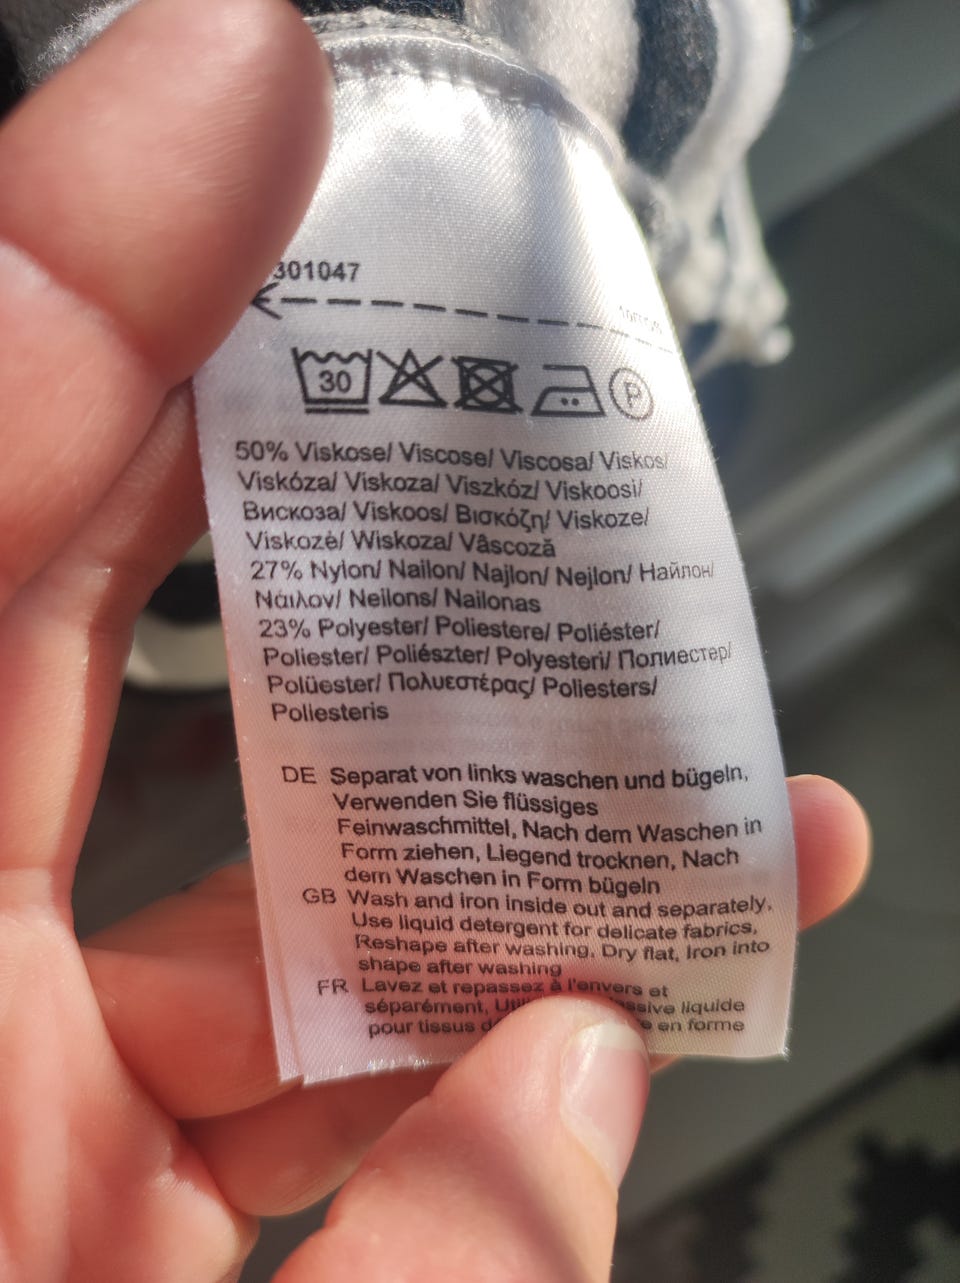 301047
30
P
50% Viskose/ Viscose/ Viscosa/ Viskos/
Viskóza/ Viskoza/ Viszkóz/ Viskoosi/
Вискоза/ Viskoos/ Βισκόζη/ Viskoze/
Viskozė/ Wiskoza/ Vâscoză
27% Nylon/ Nailon/ Najlon/ Nejlon/ Найлон/
Νάιλον/ Neilons/ Nailonas
23% Polyester/ Poliestere/ Poliéster/
Poliester/ Poliészter/ Polyesteri/ Полиестер/
Polüester/ Πολυεστέρας/ Poliesters/
Poliesteris
DE Separat von links waschen und bügeln,
Verwenden Sie flüssiges
Feinwaschmittel, Nach dem Waschen in
Form ziehen, Liegend trocknen, Nach
dem Waschen in Form bügeln
GB Wash and iron inside out and separately,
Use liquid detergent for delicate fabrics,
Reshape after washing, Dry flat, Iron into
shape after washing
FR Lavez et repassez à l'envers et
séparément, liquide
pour tissus en forme